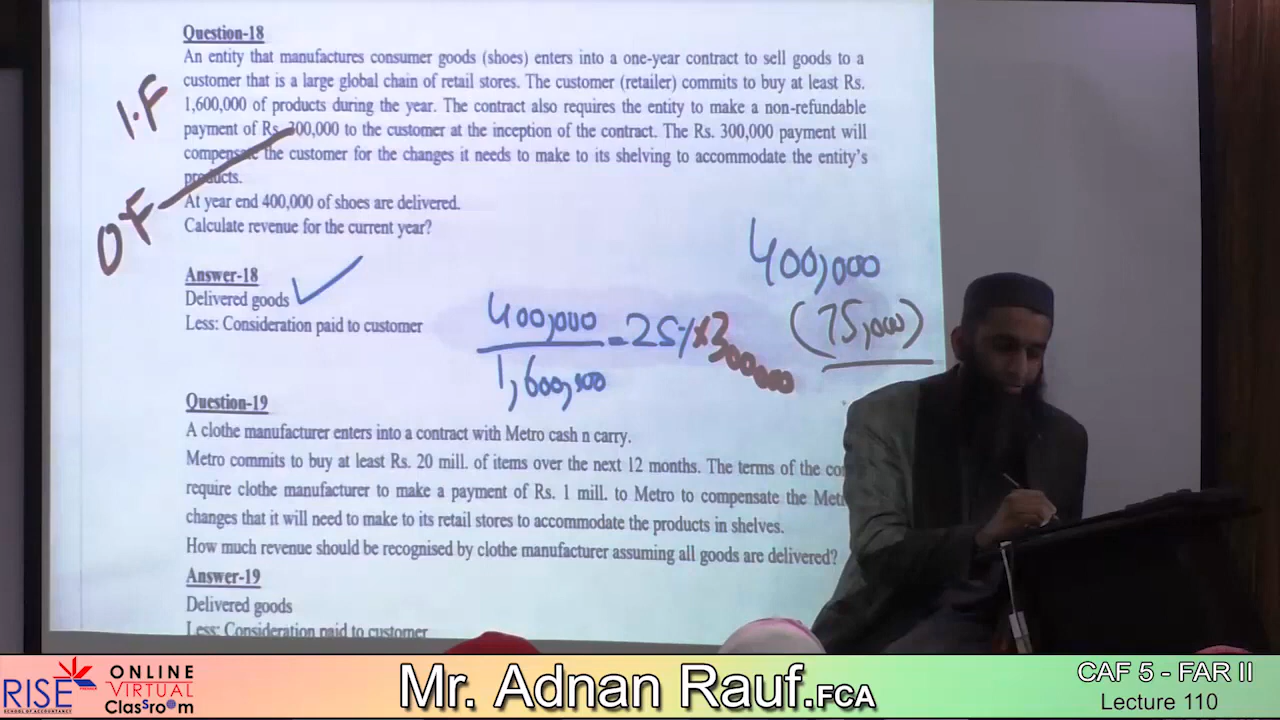 Question-18
An entity that manufactures consumer goods (shoes) enters into a one-year contract to sell goods to a
customer that is a large global chain of retail stores. The customer (retailer) commits to buy at least Rs.
1,600,000 of products during the year. The contract also requires the entity to make a non-refundable
payment of Rs. 300,000 to the customer at the inception of the contract. The Rs. 300,000 payment will
compensate the customer for the changes it needs to make to its shelving to accommodate the entity's
products.
At year end 400,000 of shoes are delivered.
Calculate revenue for the current year?
I.F
O.F
Answer-18
Delivered goods
Less: Consideration paid to customer
400,000
1,600,000
= 25% × 300000
400,000
(75,000)
Question-19
A clothe manufacturer enters into a contract with Metro cash n carry.
Metro commits to buy at least Rs. 20 mill. of items over the next 12 months. The terms of the
require clothe manufacturer to make a payment of Rs. 1 mill. to Metro to compensate the
changes that it will need to make to its retail stores to accommodate the products in shelves.
How much revenue should be recognised by clothe manufacturer assuming all goods are delivered?
Answer-19
Delivered goods
Less: Consideration paid to customer
RISE
SCHOOL OF ACCOUNTANCY
ONLINE
VIRTUAL
Classroom
Mr. Adnan Rauf.FCA
CAF 5 - FAR II
Lecture 110